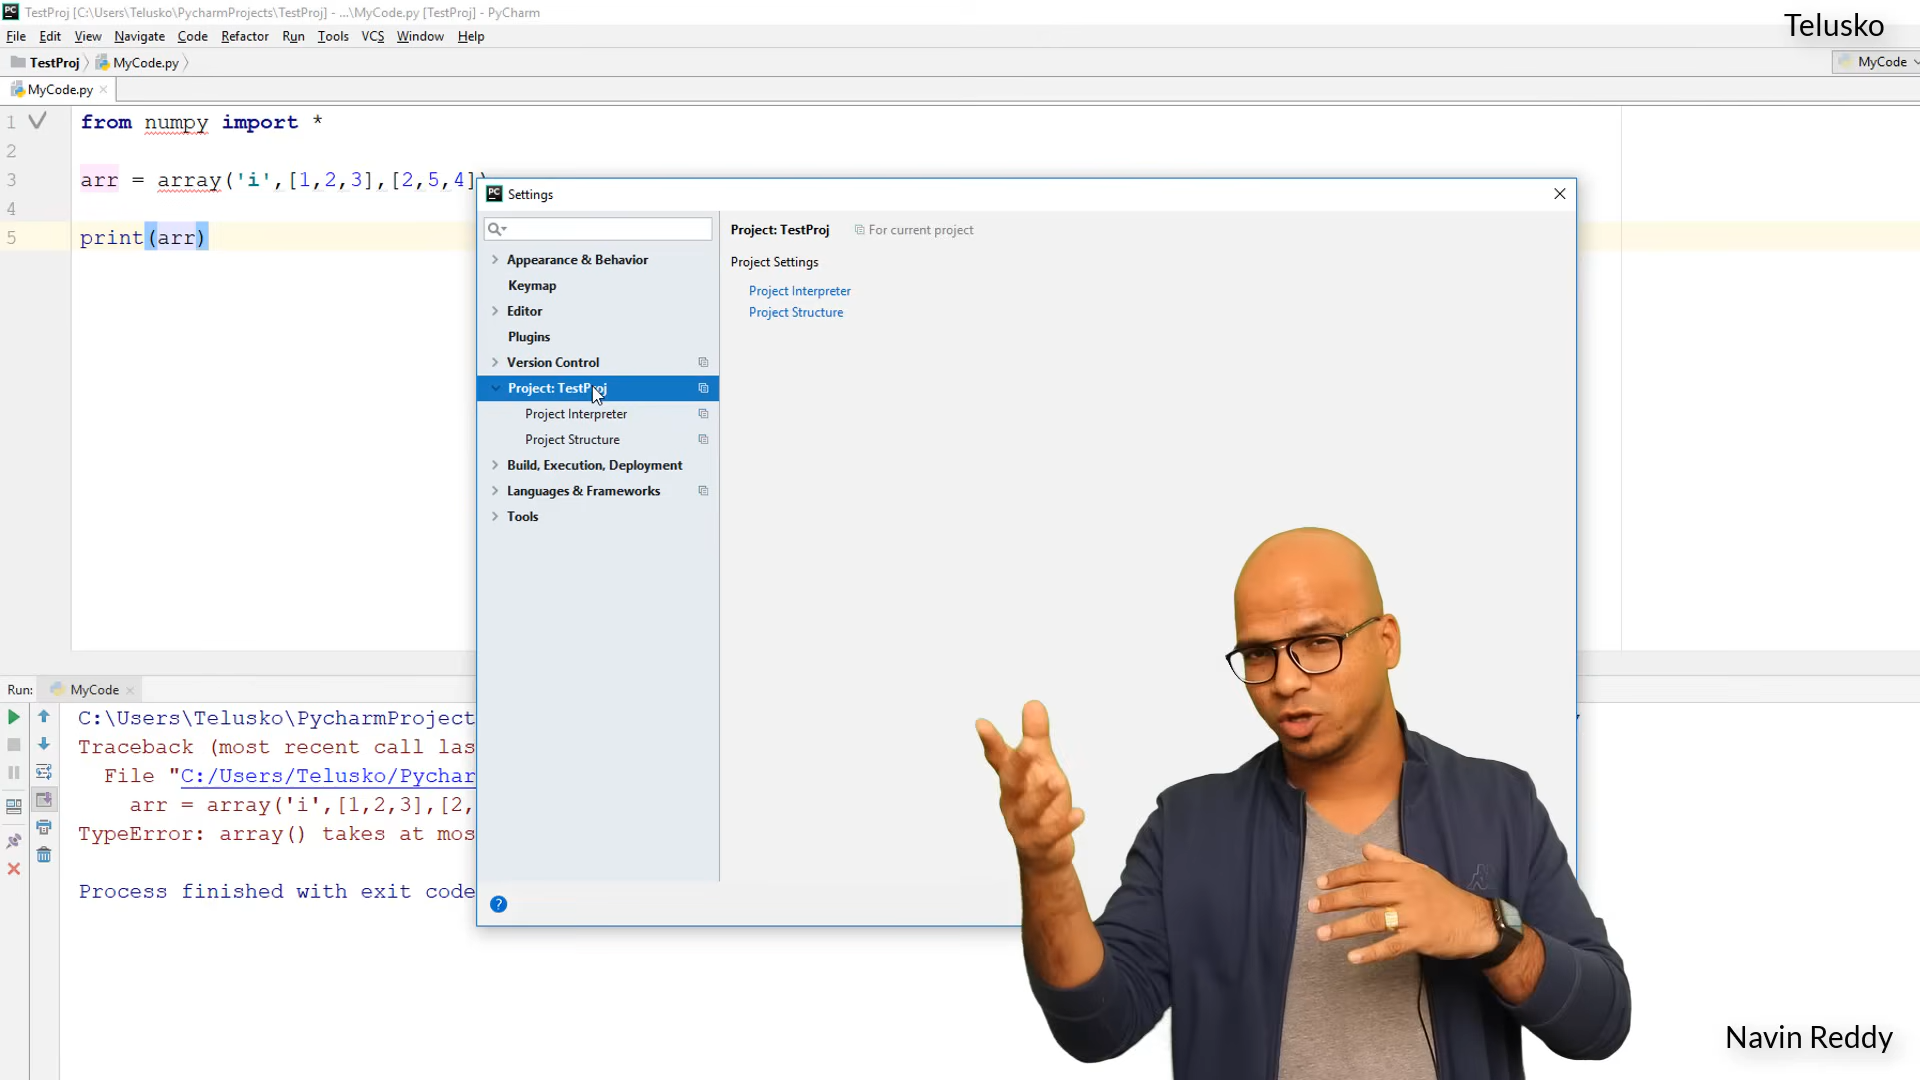 TestProj [C:\Users\Telusko\PycharmProjects\TestProj] - ...\MyCode.py [TestProj] - PyCharm
Telusko
File Edit View Navigate Code Refactor Run Tools VCS Window Help
TestProj MyCode.py
MyCode
MyCode.py
1 from numpy import *
2
3 arr = array('i',[1,2,3],[2,5,4])
4
5 print(arr)
Settings
Project: TestProj For current project
Project Settings
Project Interpreter
Project Structure
Appearance & Behavior
Keymap
Editor
Plugins
Version Control
Project: TestProj
Project Interpreter
Project Structure
Build, Execution, Deployment
Languages & Frameworks
Tools
?
Run: MyCode
C:\Users\Telusko\PycharmProject
Traceback (most recent call las
File "C:/Users/Telusko/Pychar
arr = array('i',[1,2,3],[2,
TypeError: array() takes at mos
Process finished with exit code
Navin Reddy